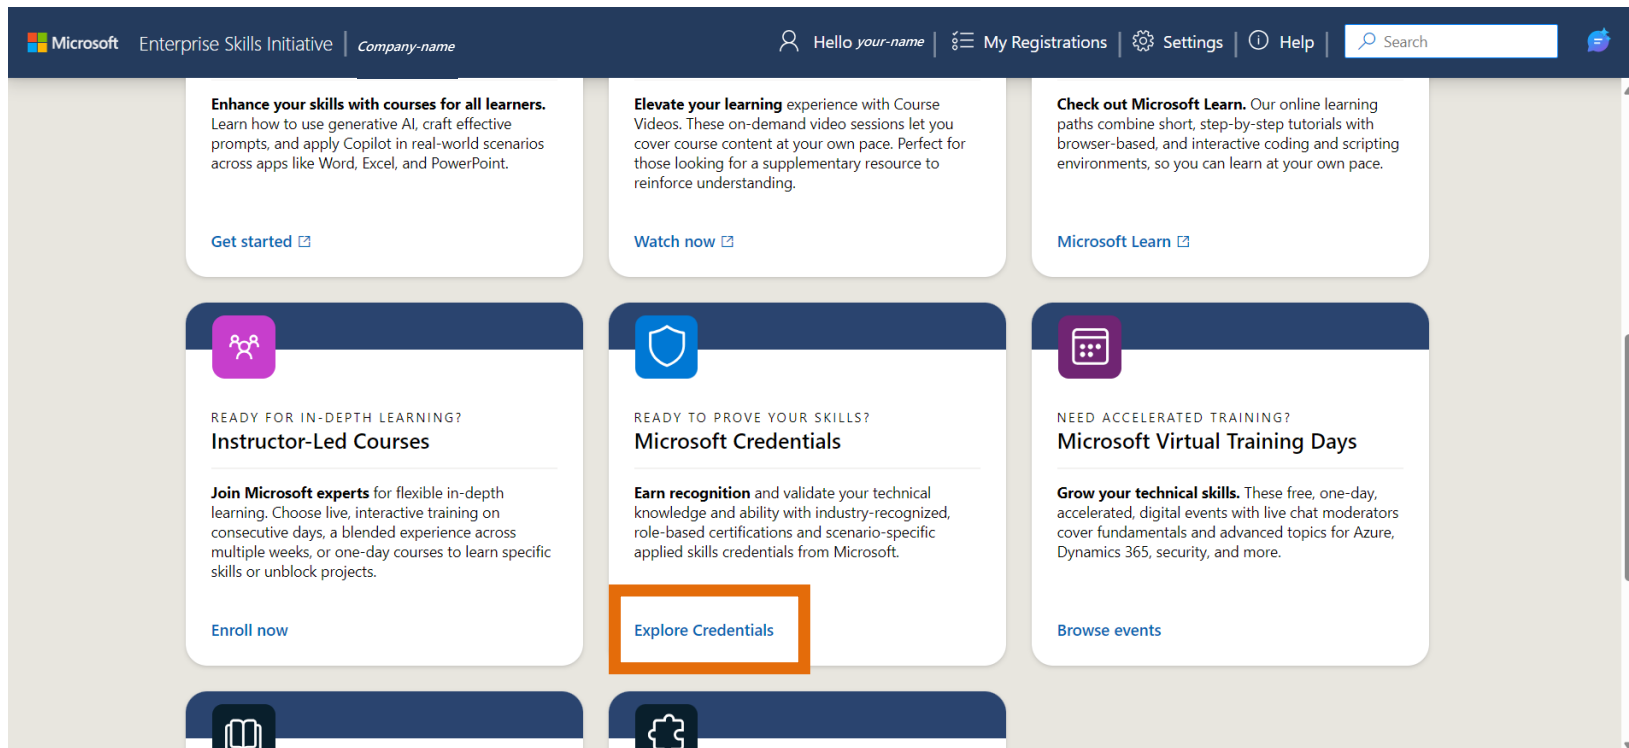 Microsoft Enterprise Skills Initiative Company-name Hello your-name My Registrations Settings Help Search
Enhance your skills with courses for all learners.
Learn how to use generative AI, craft effective
prompts, and apply Copilot in real-world scenarios
across apps like Word, Excel, and PowerPoint.
Get started
Elevate your learning experience with Course
Videos. These on-demand video sessions let you
cover course content at your own pace. Perfect for
those looking for a supplementary resource to
reinforce understanding.
Watch now
Check out Microsoft Learn. Our online learning
paths combine short, step-by-step tutorials with
browser-based, and interactive coding and scripting
environments, so you can learn at your own pace.
Microsoft Learn
READY FOR IN-DEPTH LEARNING?
Instructor-Led Courses
Join Microsoft experts for flexible in-depth
learning. Choose live, interactive training on
consecutive days, a blended experience across
multiple weeks, or one-day courses to learn specific
skills or unblock projects.
Enroll now
READY TO PROVE YOUR SKILLS?
Microsoft Credentials
Earn recognition and validate your technical
knowledge and ability with industry-recognized,
role-based certifications and scenario-specific
applied skills credentials from Microsoft.
Explore Credentials
NEED ACCELERATED TRAINING?
Microsoft Virtual Training Days
Grow your technical skills. These free, one-day,
accelerated, digital events with live chat moderators
cover fundamentals and advanced topics for Azure,
Dynamics 365, security, and more.
Browse events